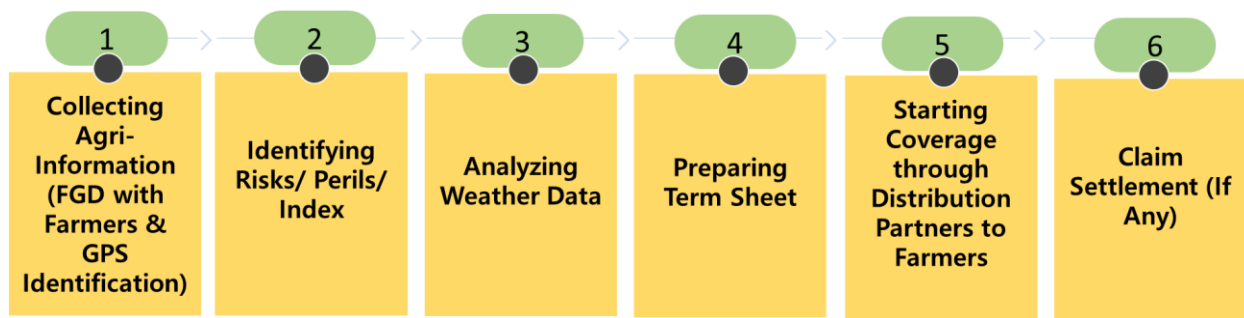 1
Collecting
Agri-
Information
(FGD with
Farmers &
GPS
Identification)
2
Identifying
Risks/ Perils/
Index
3
Analyzing
Weather Data
4
Preparing
Term Sheet
5
Starting
Coverage
through
Distribution
Partners to
Farmers
6
Claim
Settlement (If
Any)